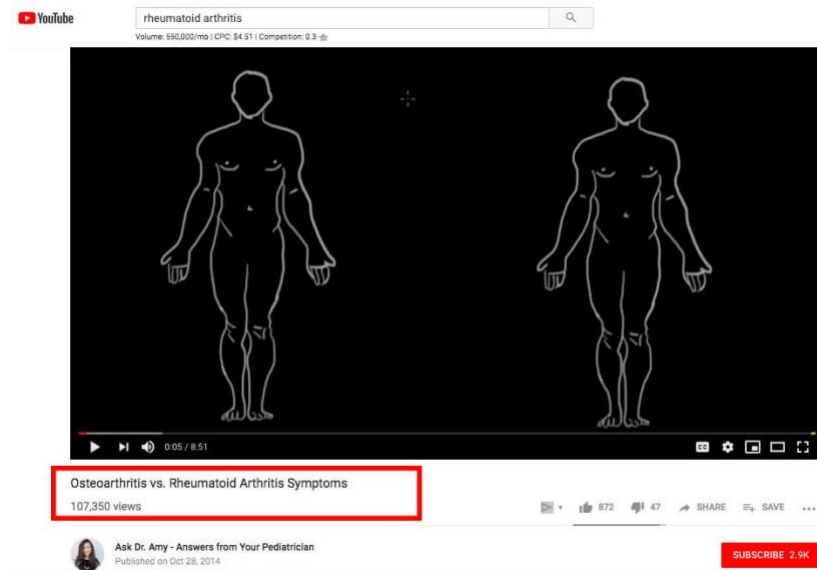 YouTube
rheumatoid arthritis
Volume: 550,000/mo | CPC: $4.51 | Competition: 0.3
0:05 / 8:51
CC
Osteoarthritis vs. Rheumatoid Arthritis Symptoms
107,350 views
872 47 SHARE SAVE
Ask Dr. Amy - Answers from Your Pediatrician
Published on Oct 28, 2014
SUBSCRIBE 2.9K